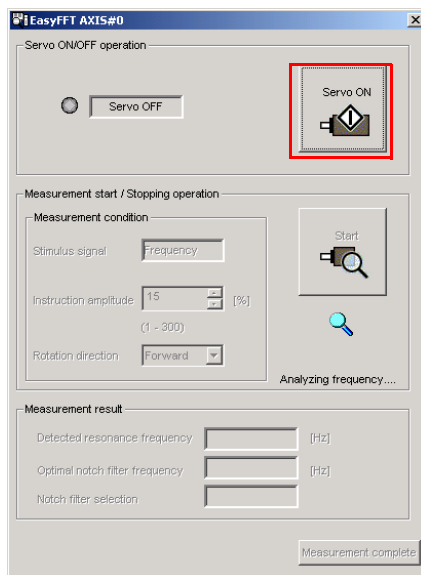 EasyFFT AXIS#0
Servo ON/OFF operation
Servo OFF
Servo ON
Measurement start / Stopping operation
Measurement condition
Stimulus signal Frequency
Instruction amplitude 15 [%]
(1 - 300)
Rotation direction Forward
Start
Analyzing frequency....
Measurement result
Detected resonance frequency [Hz]
Optimal notch filter frequency [Hz]
Notch filter selection
Measurement complete